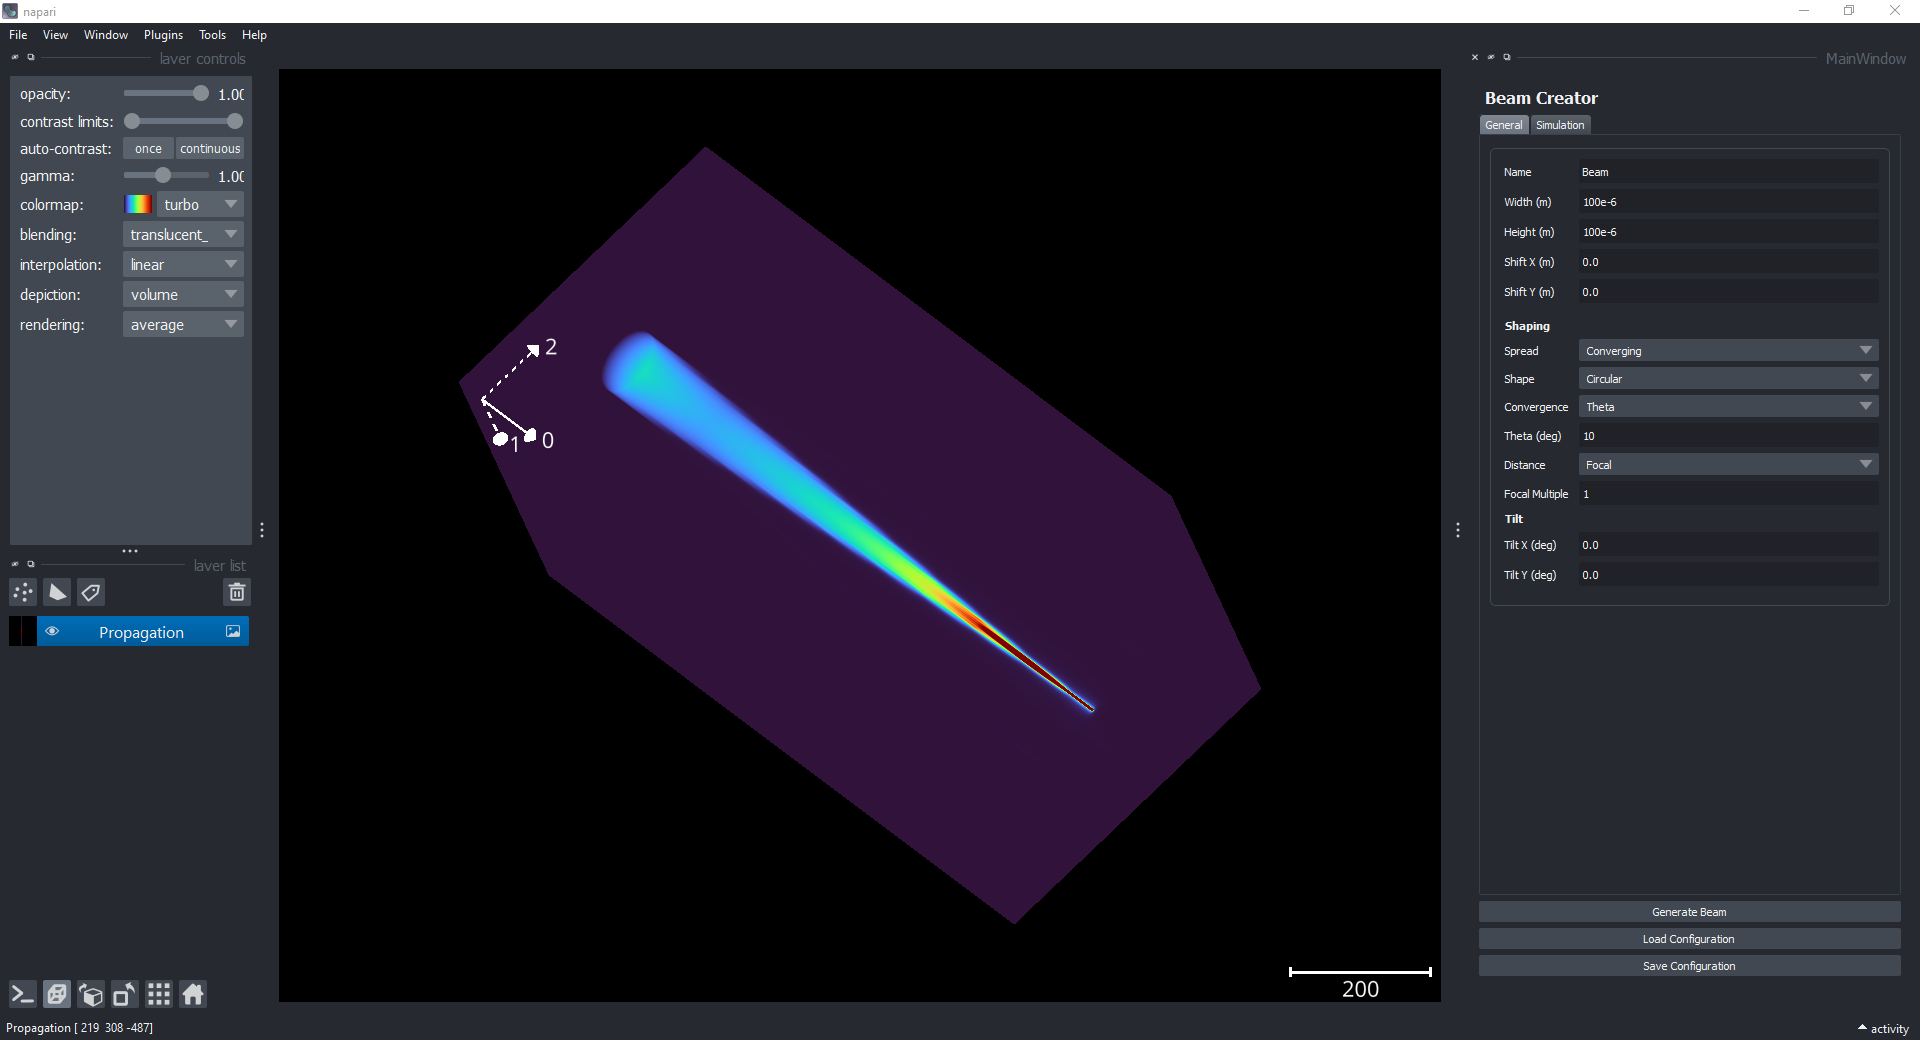 napari
File View Window Plugins Tools Help
layer controls
opacity: 1.00
contrast limits:
auto-contrast: once continuous
gamma: 1.00
colormap: turbo
blending: translucent_
interpolation: linear
depiction: volume
rendering: average
layer list
Propagation
2
1 0
200
MainWindow
Beam Creator
General Simulation
Name Beam
Width (m) 100e-6
Height (m) 100e-6
Shift X (m) 0.0
Shift Y (m) 0.0
Shaping
Spread Converging
Shape Circular
Convergence Theta
Theta (deg) 10
Distance Focal
Focal Multiple 1
Tilt
Tilt X (deg) 0.0
Tilt Y (deg) 0.0
Generate Beam
Load Configuration
Save Configuration
Propagation [ 219 308 -487]
activity